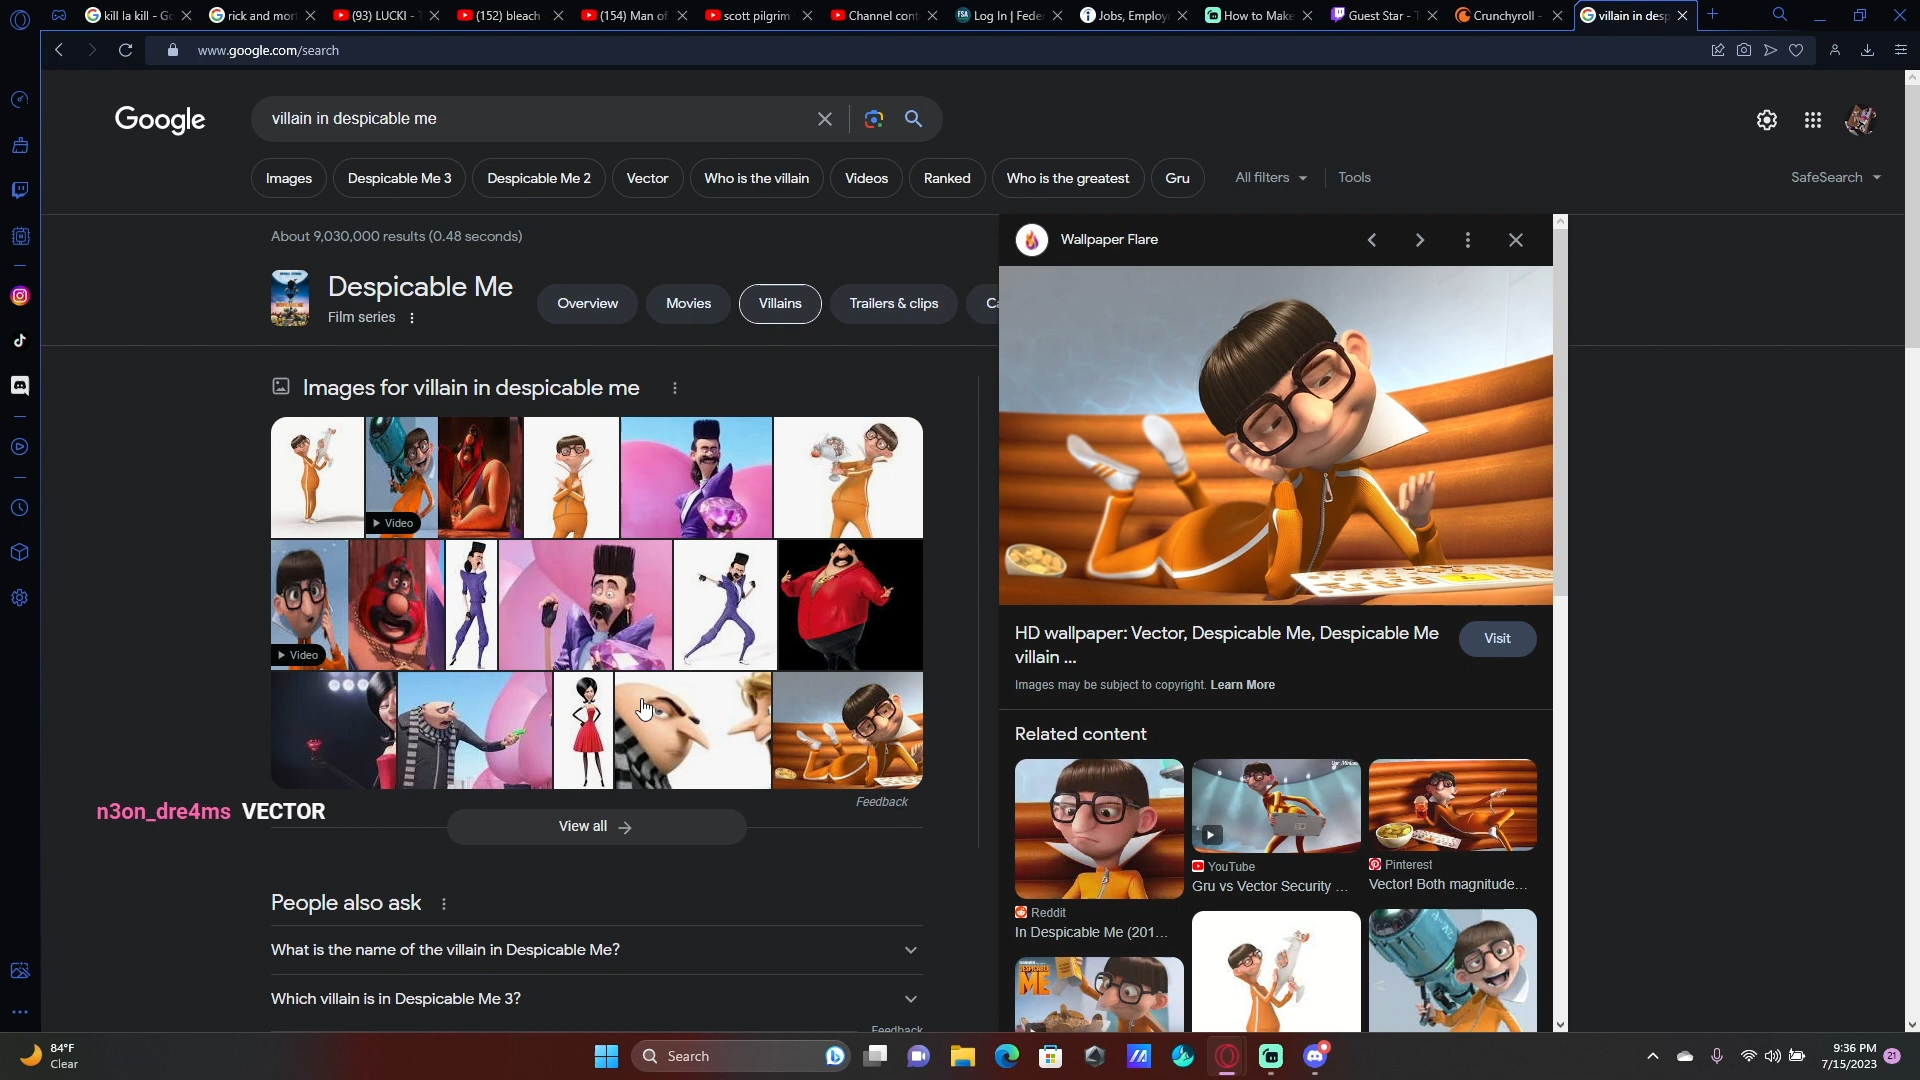 kill la kill - Go
rick and mor
(93) LUCKI - T
(152) bleach
(154) Man of
scott pilgrim
Channel cont
FSA Log In | Feder
Jobs, Employ
How to Make
Guest Star - T
Crunchyroll -
villain in desp
www.google.com/search
Google
villain in despicable me
Images
Despicable Me 3
Despicable Me 2
Vector
Who is the villain
Videos
Ranked
Who is the greatest
Gru
All filters
Tools
SafeSearch
About 9,030,000 results (0.48 seconds)
Despicable Me
Film series
Overview
Movies
Villains
Trailers & clips
Ca
Images for villain in despicable me
Video
Video
Feedback
n3on_dre4ms VECTOR
View all
People also ask
What is the name of the villain in Despicable Me?
Which villain is in Despicable Me 3?
Feedback
Wallpaper Flare
HD wallpaper: Vector, Despicable Me, Despicable Me
villain ...
Visit
Images may be subject to copyright. Learn More
Related content
Reddit
In Despicable Me (201...
YouTube
Gru vs Vector Security ...
Pinterest
Vector! Both magnitude...
DESPICABLE
ME
84°F
Clear
Search
9:36 PM
7/15/2023
21